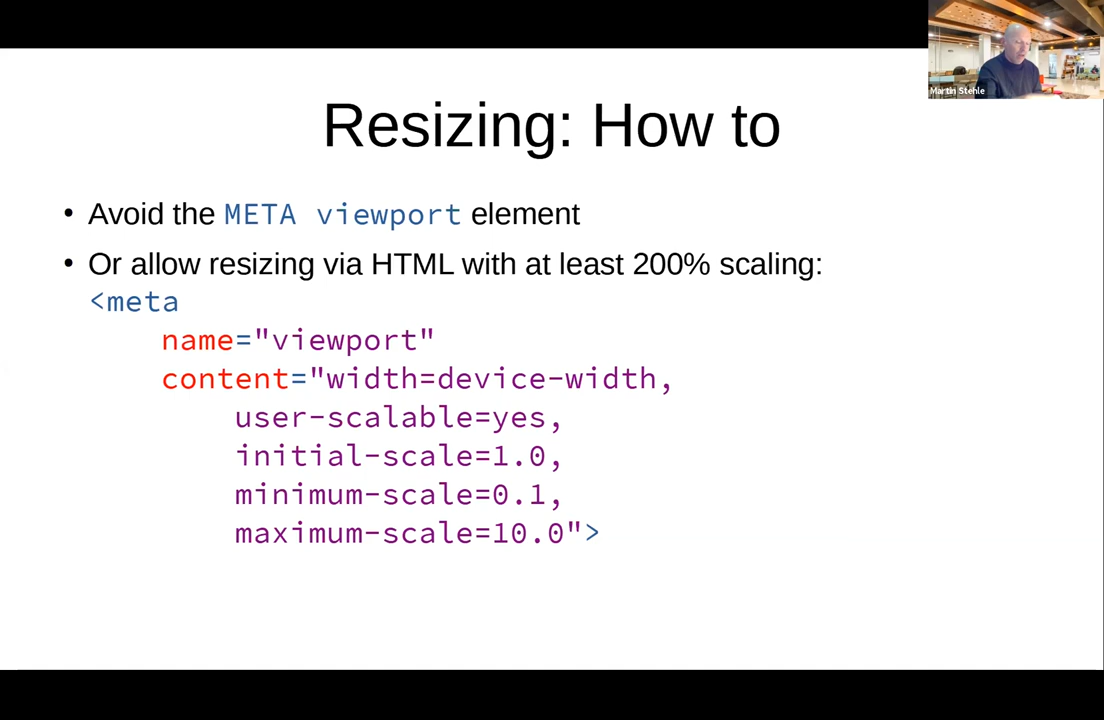 Martin Stehle
Resizing: How to
• Avoid the META viewport element
• Or allow resizing via HTML with at least 200% scaling:
<meta
name="viewport"
content="width=device-width,
user-scalable=yes,
initial-scale=1.0,
minimum-scale=0.1,
maximum-scale=10.0">